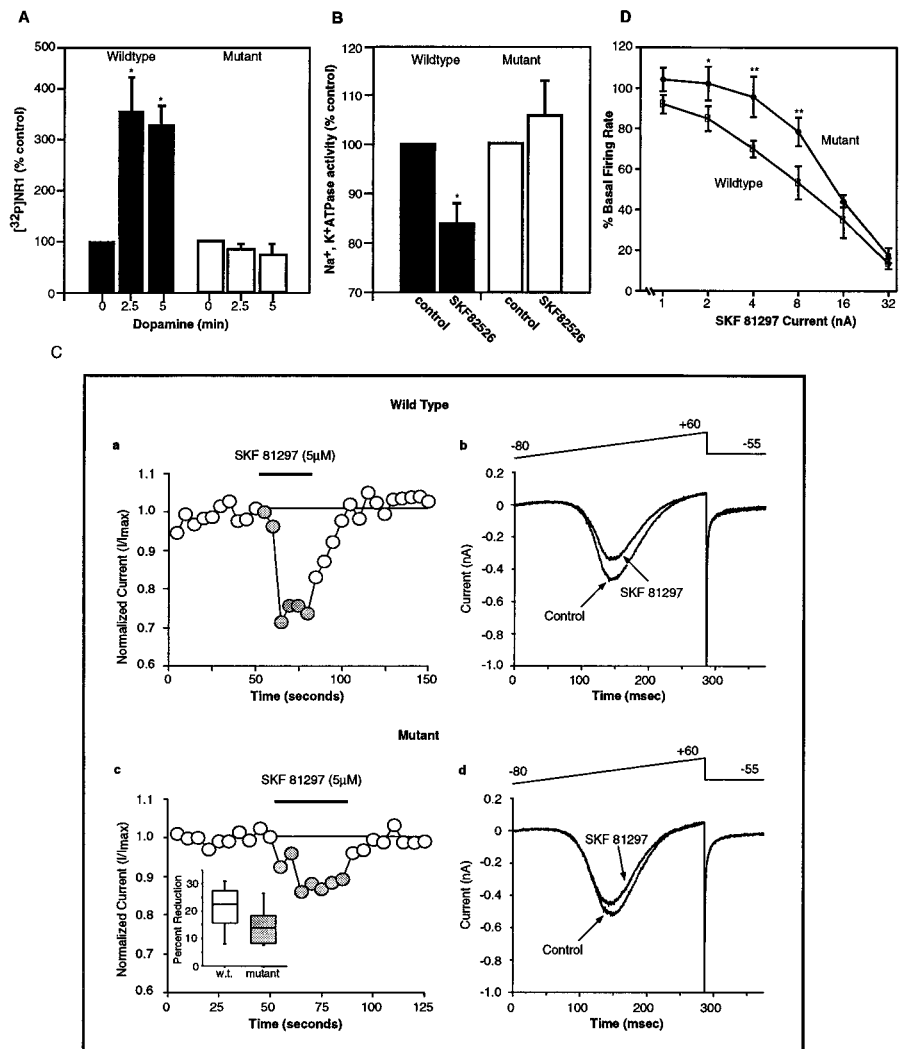 A
[32P]NR1 (% control)
500
400
300
200
100
0
Wildtype
Mutant
*
*
0
2.5
5
0
2.5
5
Dopamine (min)
B
Na+, K+ATPase activity (% control)
120
110
100
90
80
70
Wildtype
Mutant
*
control
SKF82526
control
SKF82526
D
% Basal Firing Rate
120
100
80
60
40
20
0
*
**
**
Mutant
Wildtype
1
2
4
8
16
32
SKF 81297 Current (nA)
C
Wild Type
a
SKF 81297 (5µM)
Normalized Current (I/Imax)
1.1
1.0
0.9
0.8
0.7
0.6
0
50
100
150
Time (seconds)
b
-80
+60
-55
Current (nA)
0.2
0
-0.2
-0.4
-0.6
-0.8
-1.0
SKF 81297
Control
0
100
200
300
Time (msec)
Mutant
c
SKF 81297 (5µM)
Normalized Current (I/Imax)
1.1
1.0
0.9
0.8
0.7
0.6
Percent Reduction
30
20
10
0
w.t.
mutant
0
25
50
75
100
125
Time (seconds)
d
-80
+60
-55
Current (nA)
0.2
0
-0.2
-0.4
-0.6
-0.8
-1.0
SKF 81297
Control
0
100
200
300
Time (msec)